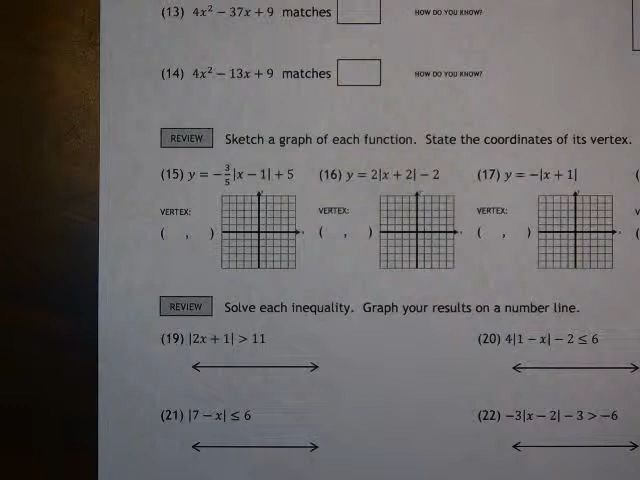 (13) 4x² − 37x + 9 matches HOW DO YOU KNOW?
(14) 4x² − 13x + 9 matches HOW DO YOU KNOW?
REVIEW Sketch a graph of each function. State the coordinates of its vertex.
(15) y = −3/5|x − 1| + 5 (16) y = 2|x + 2| − 2 (17) y = −|x + 1| (
VERTEX: VERTEX: VERTEX:
( , ) ( , ) ( , ) (
REVIEW Solve each inequality. Graph your results on a number line.
(19) |2x + 1| > 11 (20) 4|1 − x| − 2 ≤ 6
(21) |7 − x| ≤ 6 (22) −3|x − 2| − 3 > −6